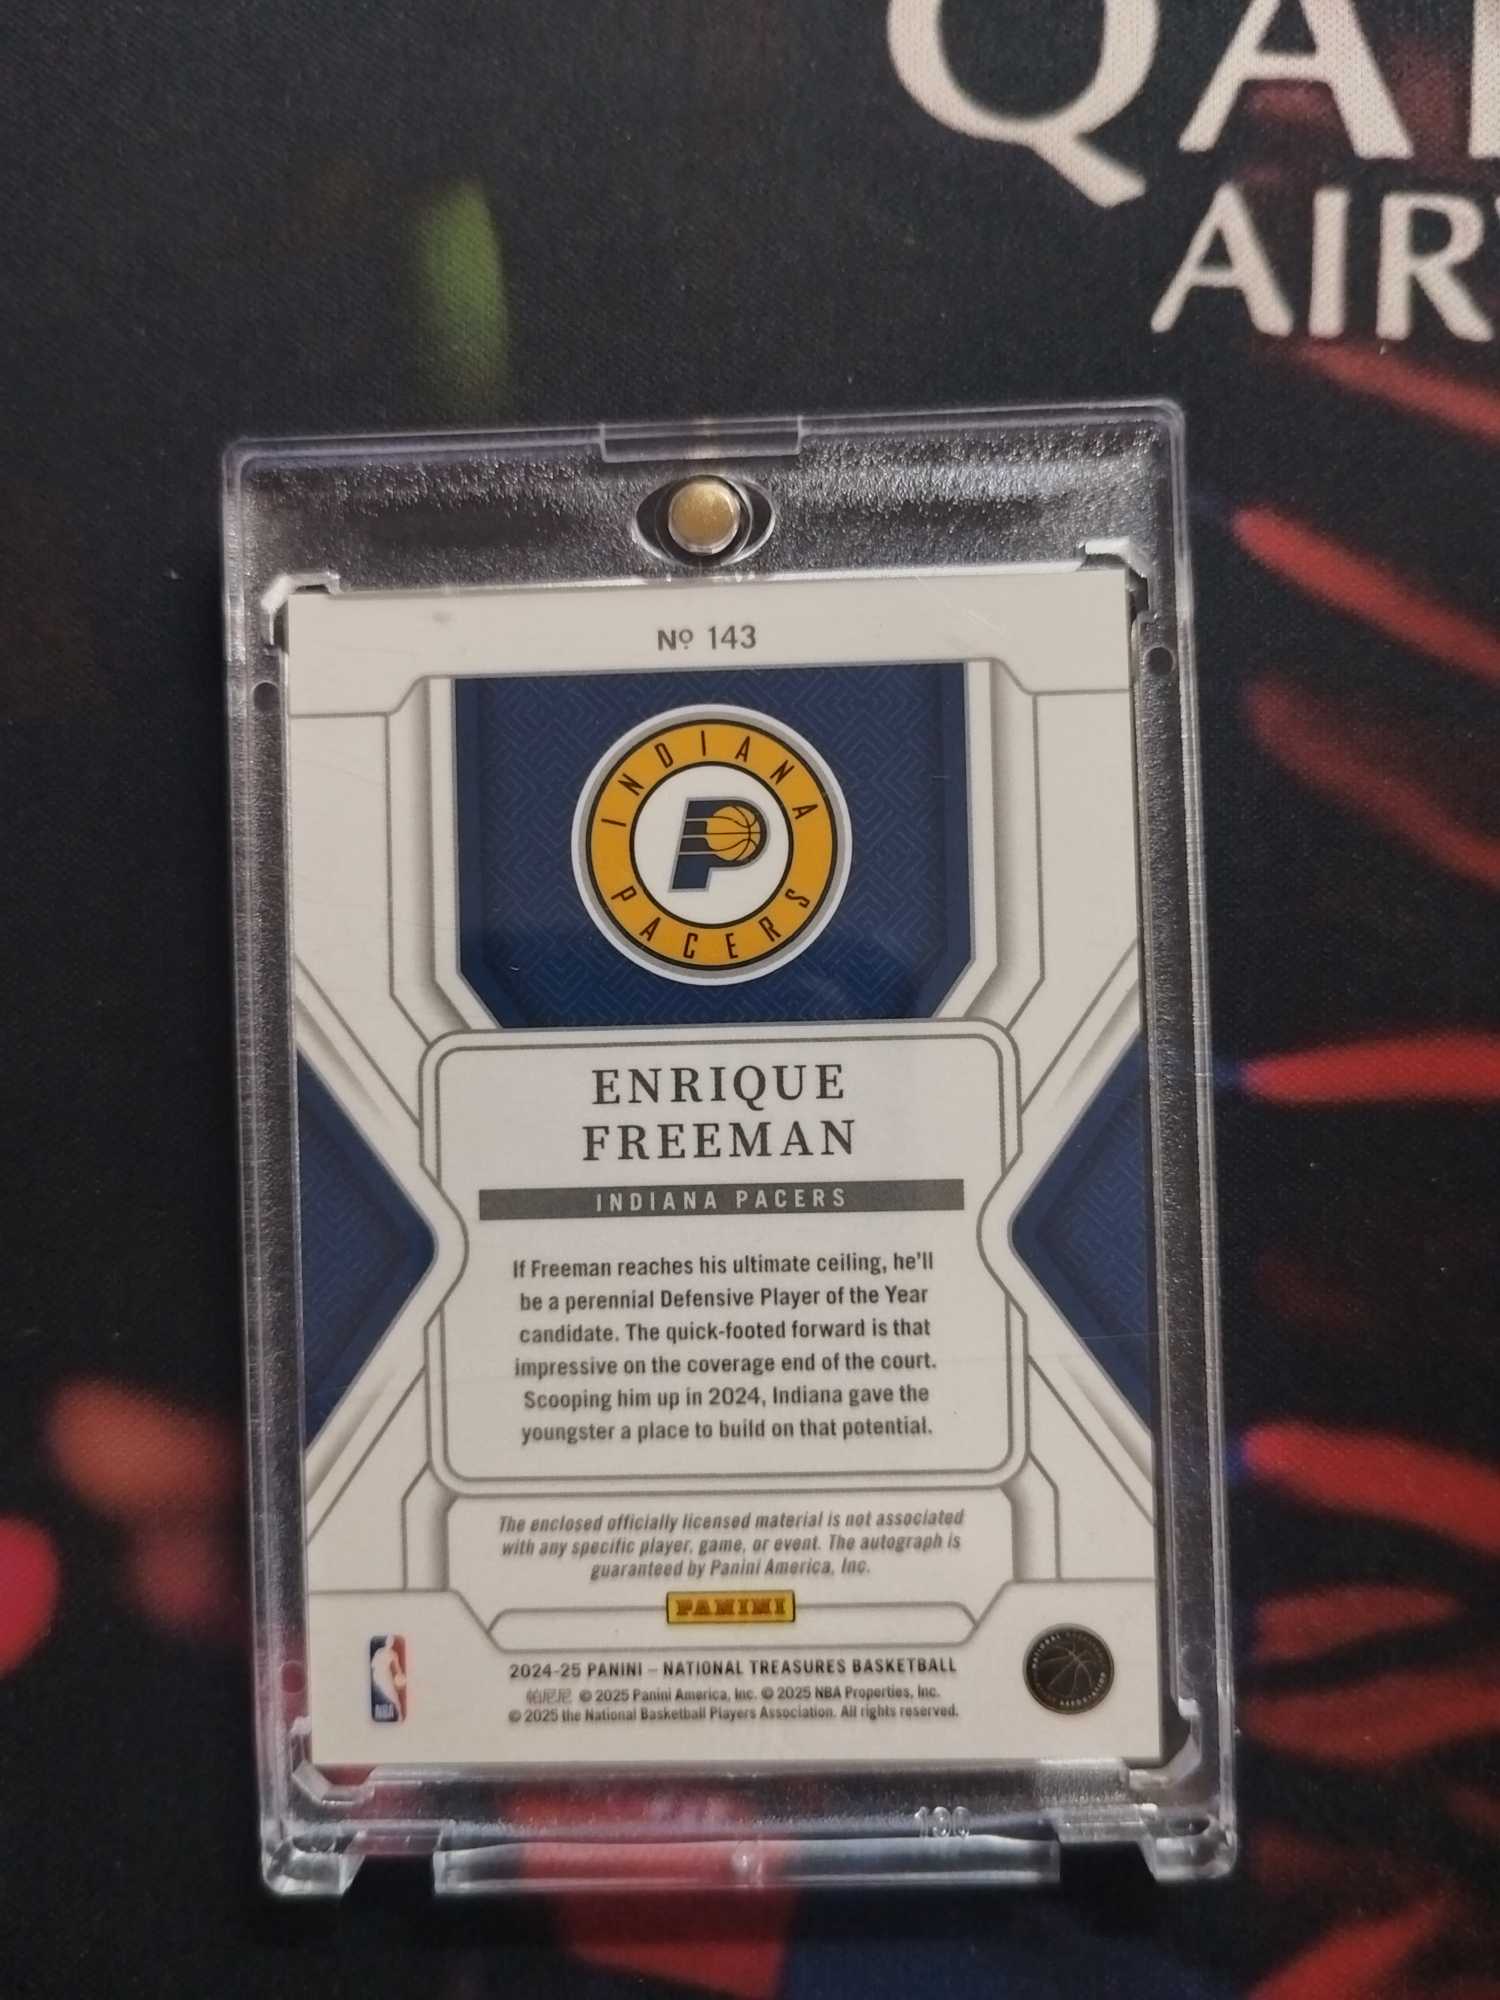 QAT
AIR
Nº 143
INDIANA PACERS
P
ENRIQUE
FREEMAN
INDIANA PACERS
If Freeman reaches his ultimate ceiling, he'll
be a perennial Defensive Player of the Year
candidate. The quick-footed forward is that
impressive on the coverage end of the court.
Scooping him up in 2024, Indiana gave the
youngster a place to build on that potential.
The enclosed officially licensed material is not associated
with any specific player, game, or event. The autograph is
guaranteed by Panini America, Inc.
PANINI
NBA
2024-25 PANINI – NATIONAL TREASURES BASKETBALL
帕尼尼 © 2025 Panini America, Inc. © 2025 NBA Properties, Inc.
© 2025 the National Basketball Players Association. All rights reserved.
NATIONAL
ASSOCIATION